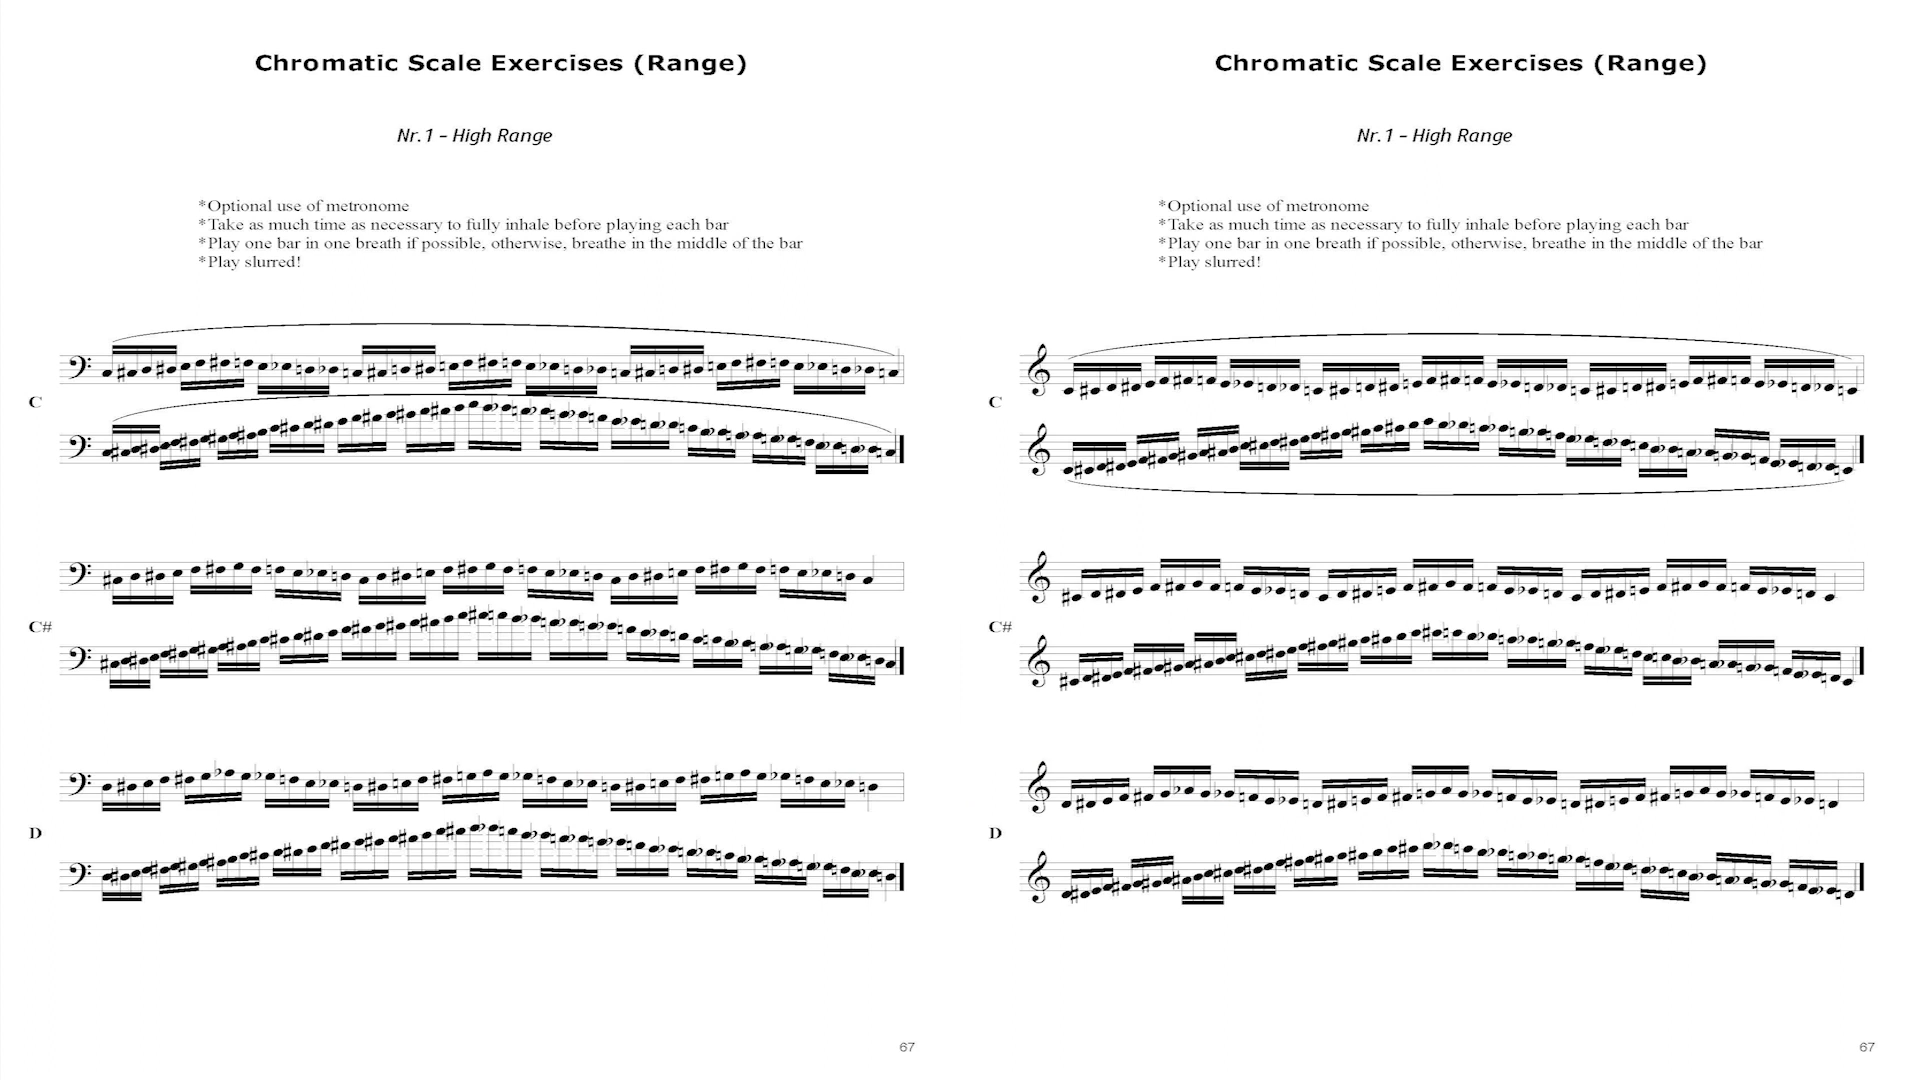 Chromatic Scale Exercises (Range)
Nr.1 – High Range
*Optional use of metronome
*Take as much time as necessary to fully inhale before playing each bar
*Play one bar in one breath if possible, otherwise, breathe in the middle of the bar
*Play slurred!
C
C#
D
67
Chromatic Scale Exercises (Range)
Nr.1 – High Range
*Optional use of metronome
*Take as much time as necessary to fully inhale before playing each bar
*Play one bar in one breath if possible, otherwise, breathe in the middle of the bar
*Play slurred!
C
C#
D
67